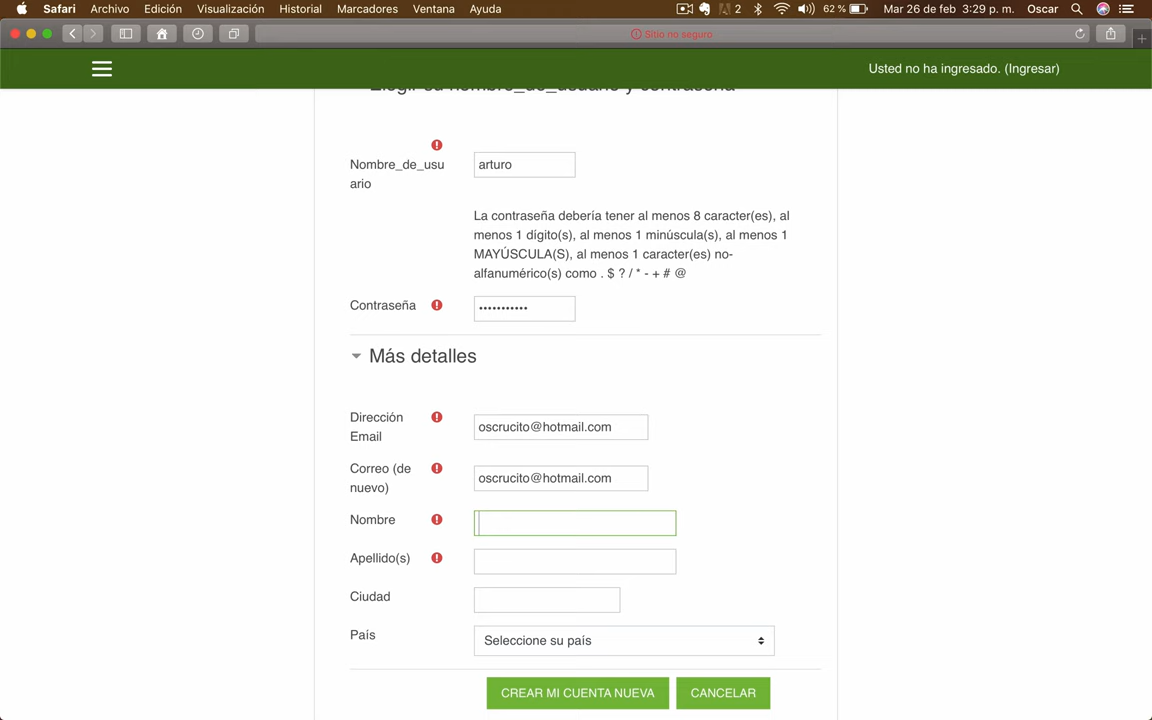 Safari Archivo Edición Visualización Historial Marcadores Ventana Ayuda 2 62 % Mar 26 de feb 3:29 p. m. Oscar
Sitio no seguro
Usted no ha ingresado. (Ingresar)
Elegir su nombre_de_usuario y contraseña
Nombre_de_usu
ario
arturo
La contraseña debería tener al menos 8 caracter(es), al
menos 1 dígito(s), al menos 1 minúscula(s), al menos 1
MAYÚSCULA(S), al menos 1 caracter(es) no-
alfanumérico(s) como . $ ? / * - + # @
Contraseña •••••••••••
Más detalles
Dirección
Email
oscrucito@hotmail.com
Correo (de
nuevo)
oscrucito@hotmail.com
Nombre
Apellido(s)
Ciudad
País Seleccione su país
CREAR MI CUENTA NUEVA CANCELAR